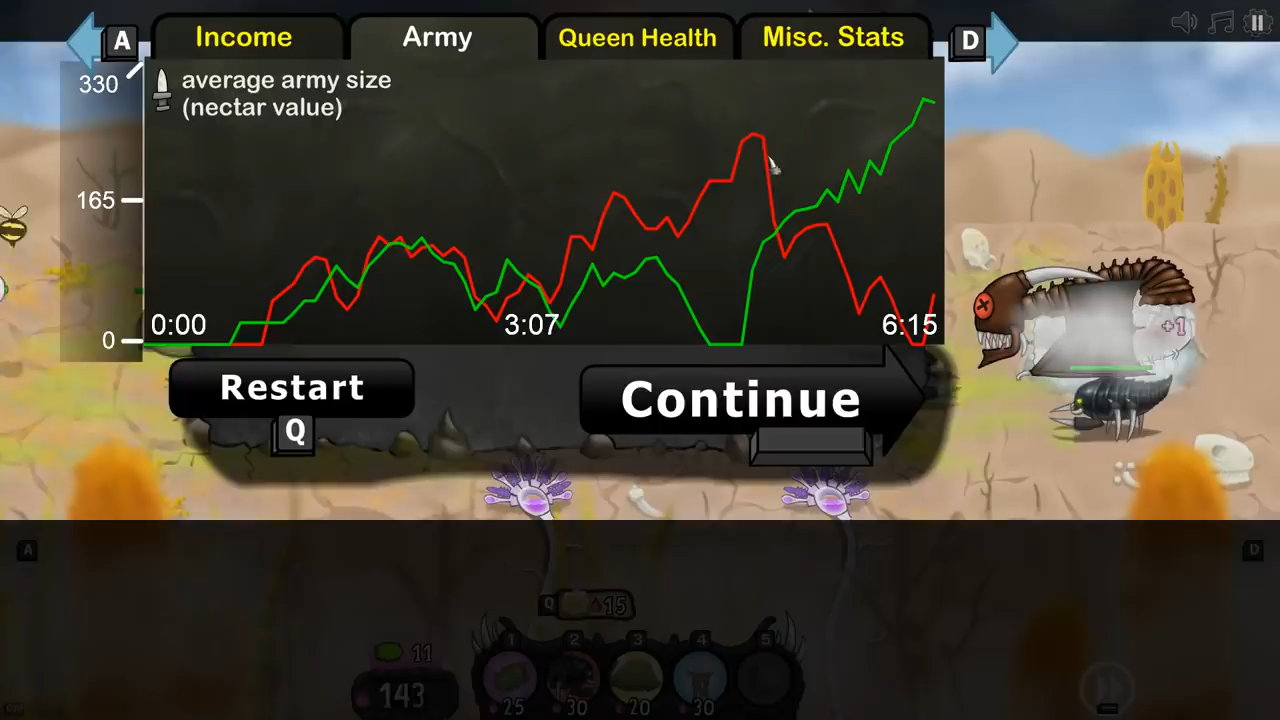 A
Income
Army
Queen Health
Misc. Stats
D
330
average army size
(nectar value)
165
0
0:00
3:07
6:15
+1
Restart
Continue
Q
A
D
Q
15
1
2
3
4
5
11
143
25
30
20
30